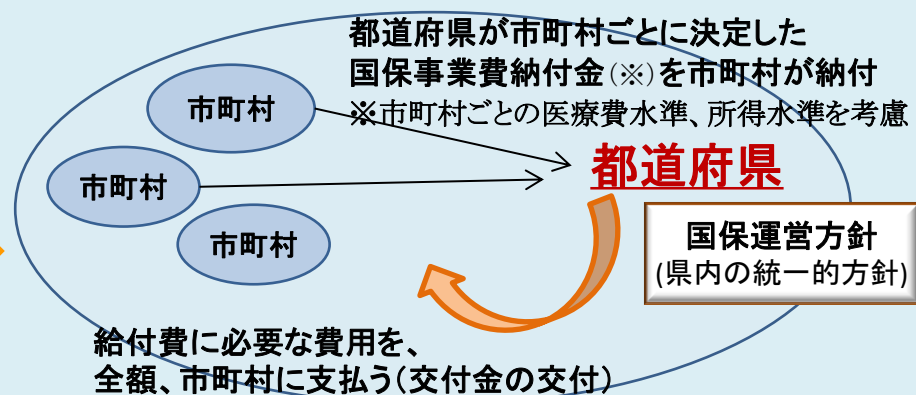 都道府県が市町村ごとに決定した
国保事業費納付金(※)を市町村が納付
※市町村ごとの医療費水準、所得水準を考慮
市町村
都道府県
市町村
市町村
国保運営方針
(県内の統一的方針)
給付費に必要な費用を、
全額、市町村に支払う(交付金の交付)